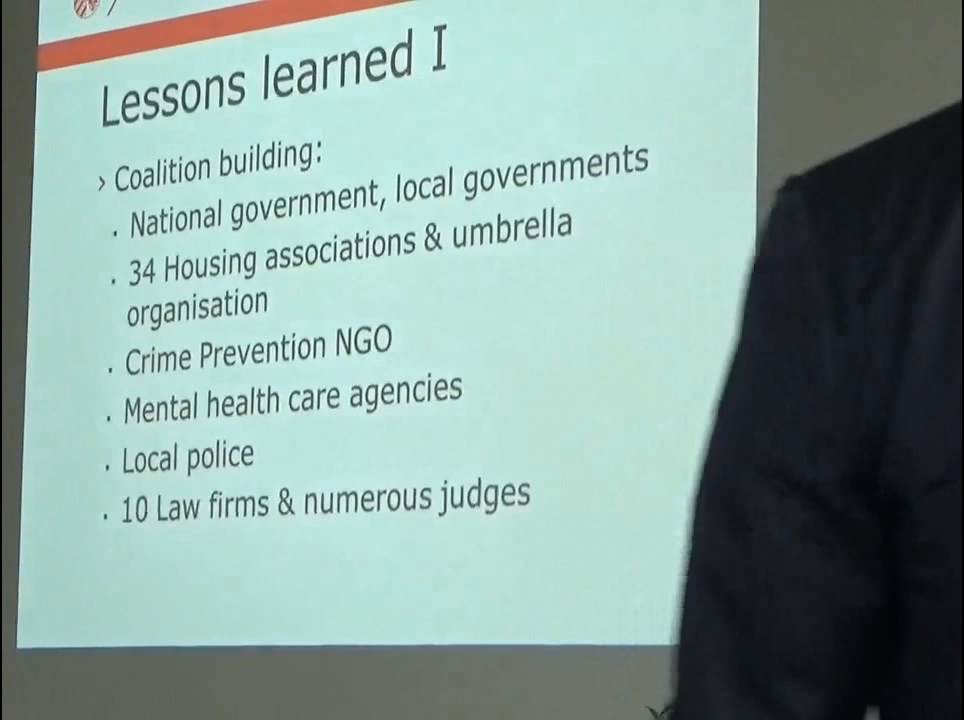 Lessons learned I
› Coalition building:
. National government, local governments
. 34 Housing associations & umbrella
organisation
. Crime Prevention NGO
. Mental health care agencies
. Local police
. 10 Law firms & numerous judges